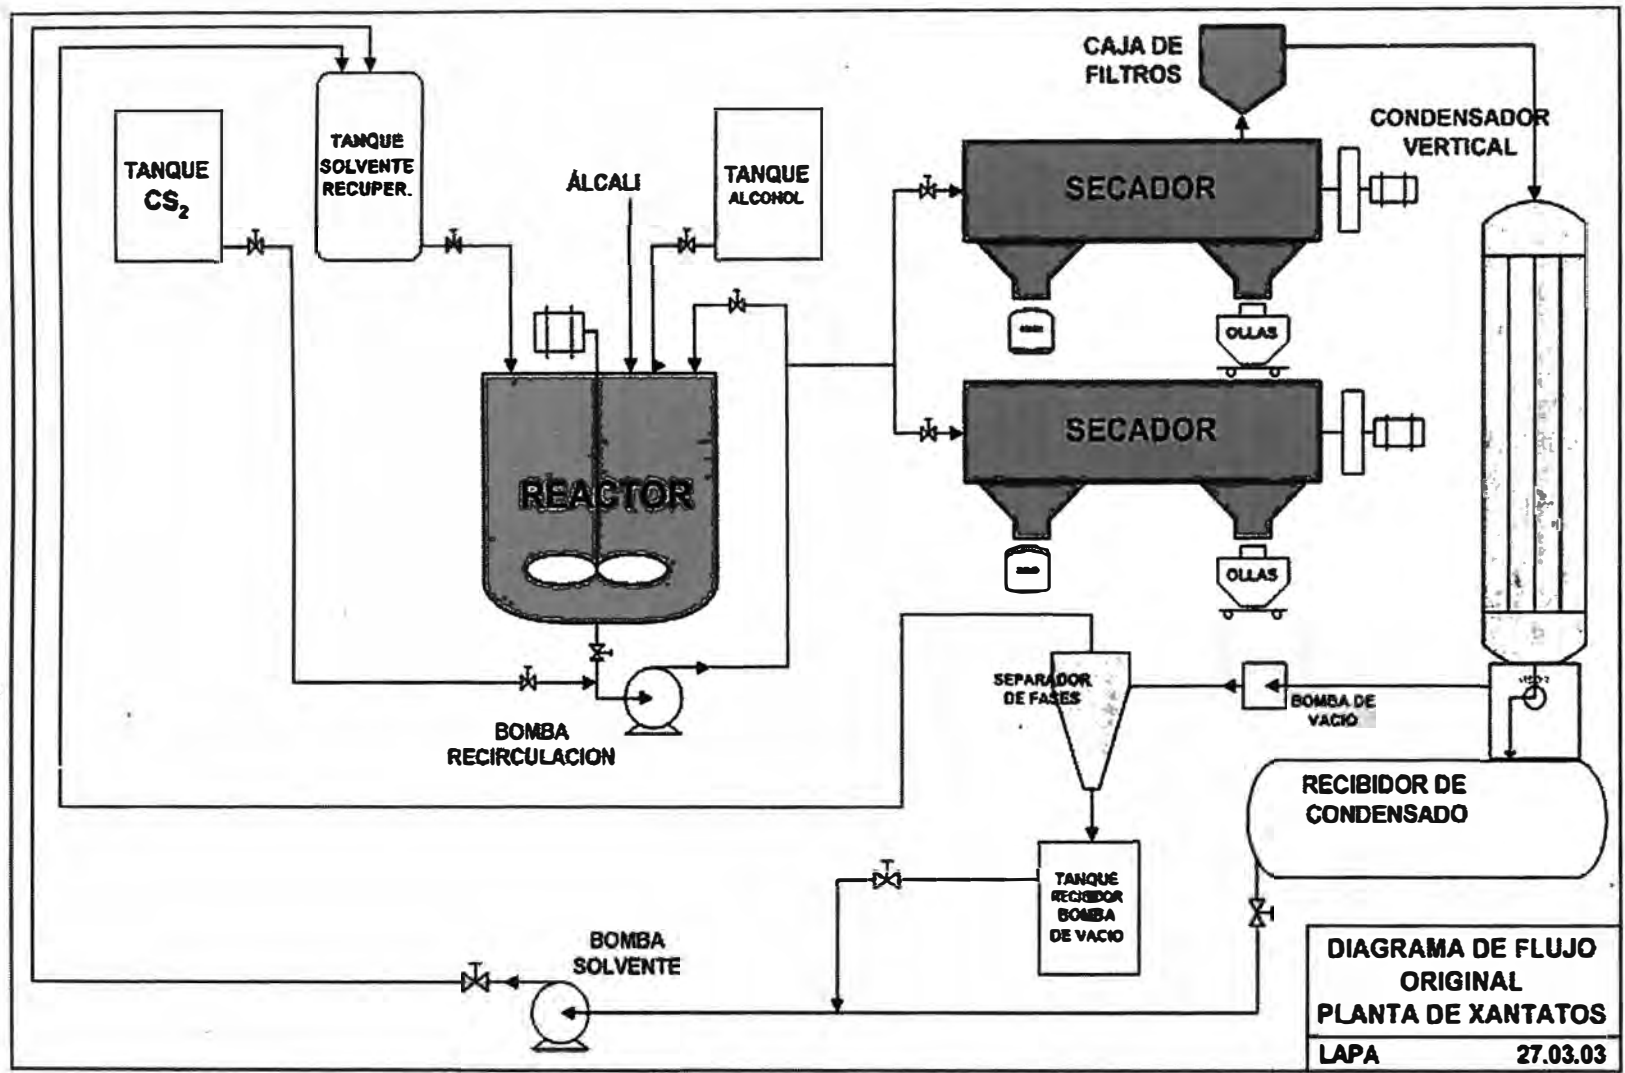 CAJA DE
FILTROS
CONDENSADOR
VERTICAL
TANQUE
SOLVENTE
RECUPER.
TANQUE
CS2
ÁLCALI
TANQUE
ALCOHOL
SECADOR
OLLAS
SECADOR
OLLAS
REACTOR
SEPARADOR
DE FASES
BOMBA DE
VACIO
BOMBA
RECIRCULACION
RECIBIDOR DE
CONDENSADO
TANQUE
RECIBIDOR
BOMBA
DE VACIO
BOMBA
SOLVENTE
DIAGRAMA DE FLUJO
ORIGINAL
PLANTA DE XANTATOS
LAPA 27.03.03